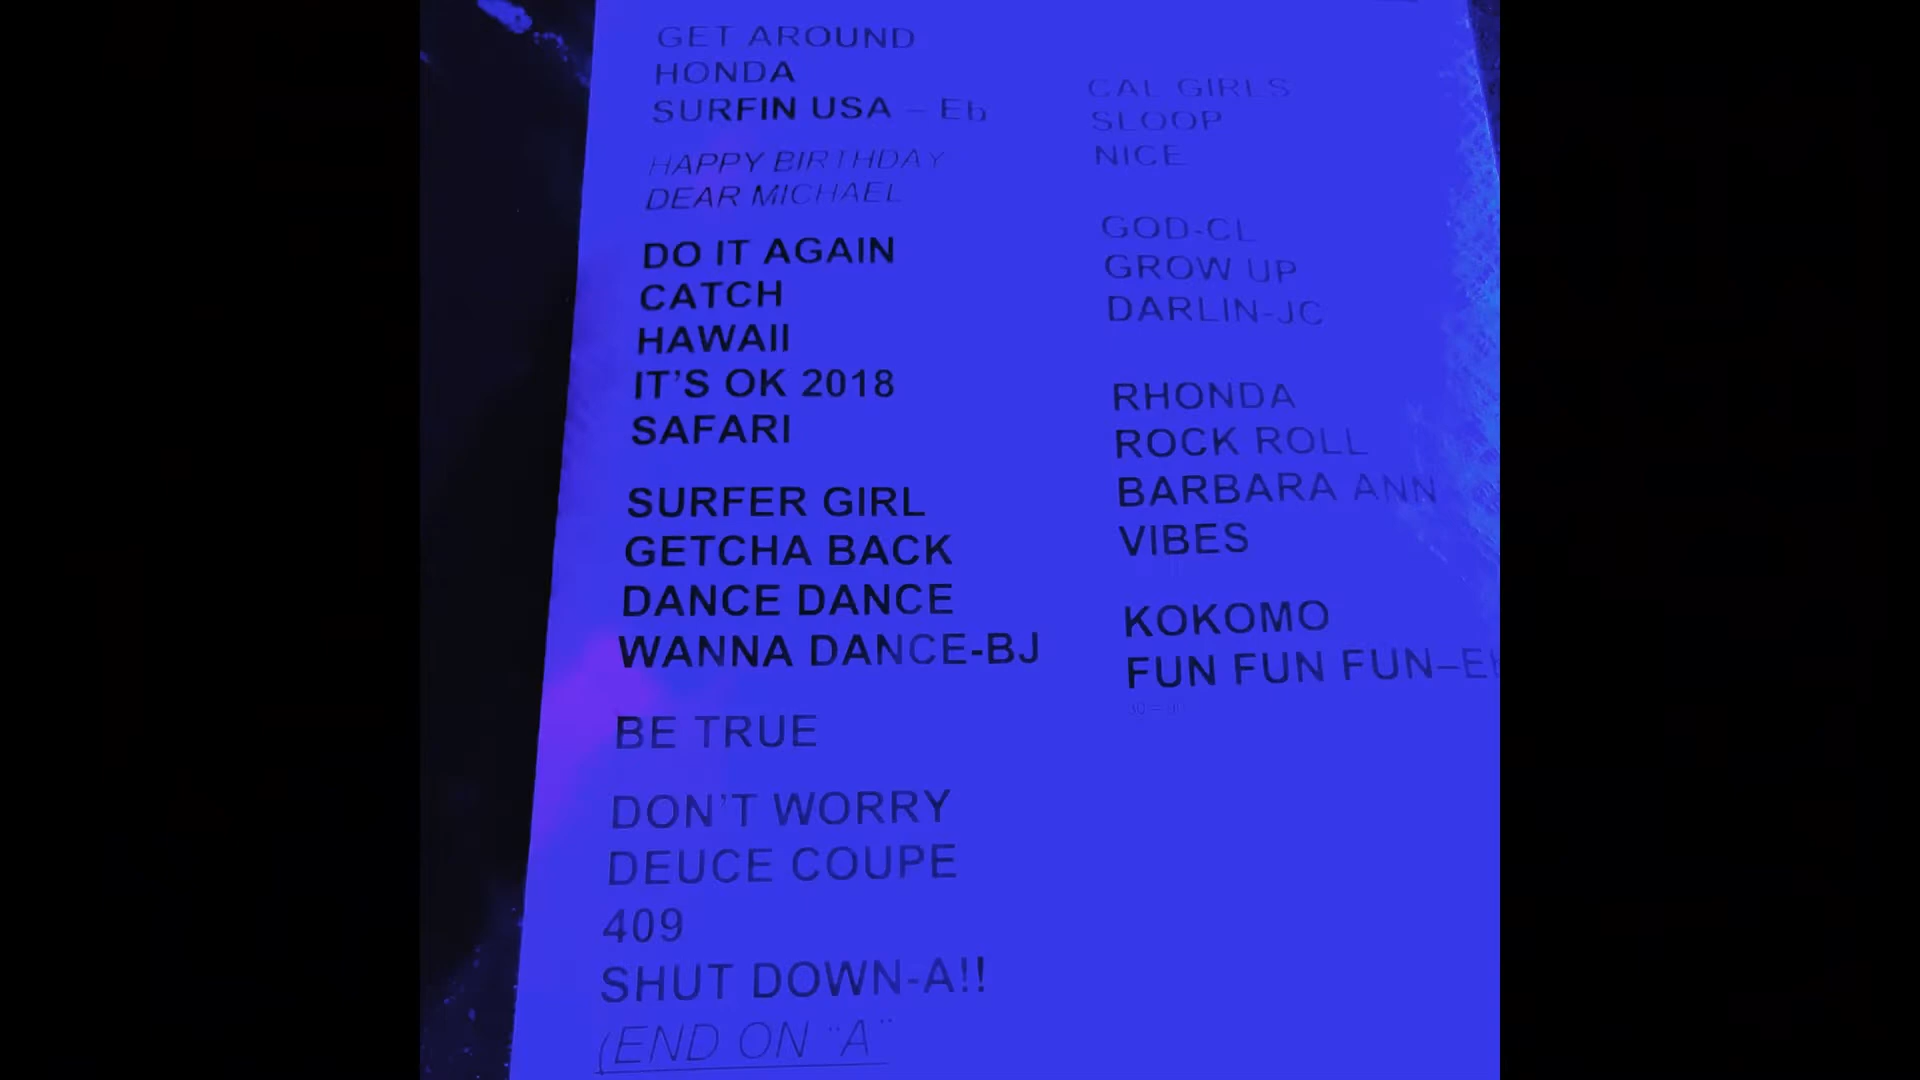 GET AROUND
HONDA
SURFIN USA – Eb
HAPPY BIRTHDAY
DEAR MICHAEL
DO IT AGAIN
CATCH
HAWAII
IT'S OK 2018
SAFARI
SURFER GIRL
GETCHA BACK
DANCE DANCE
WANNA DANCE-BJ
BE TRUE
DON'T WORRY
DEUCE COUPE
409
SHUT DOWN-A!!
(END ON "A"
CAL GIRLS
SLOOP
NICE
GOD-CL
GROW UP
DARLIN-JC
RHONDA
ROCK ROLL
BARBARA ANN
VIBES
KOKOMO
FUN FUN FUN–Eb